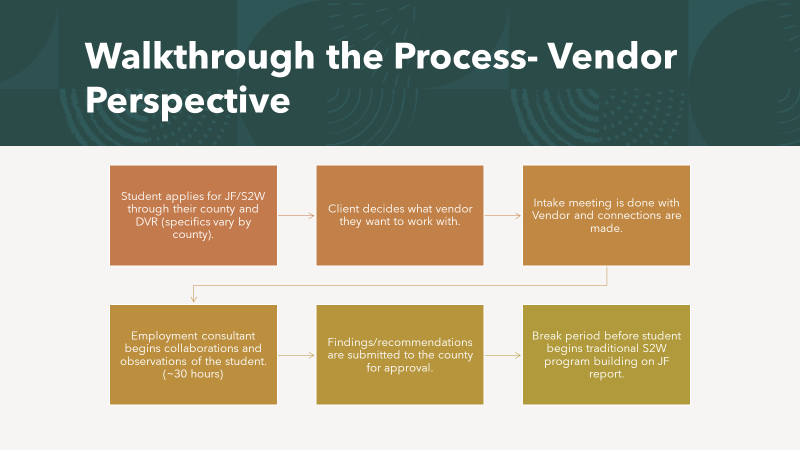 Walkthrough the Process- Vendor
Perspective
Student applies for JF/S2W
through their county and
DVR (specifics vary by
county).
Client decides what vendor
they want to work with.
Intake meeting is done with
Vendor and connections are
made.
Employment consultant
begins collaborations and
observations of the student.
(~30 hours)
Findings/recommendations
are submitted to the county
for approval.
Break period before student
begins traditional S2W
program building on JF
report.